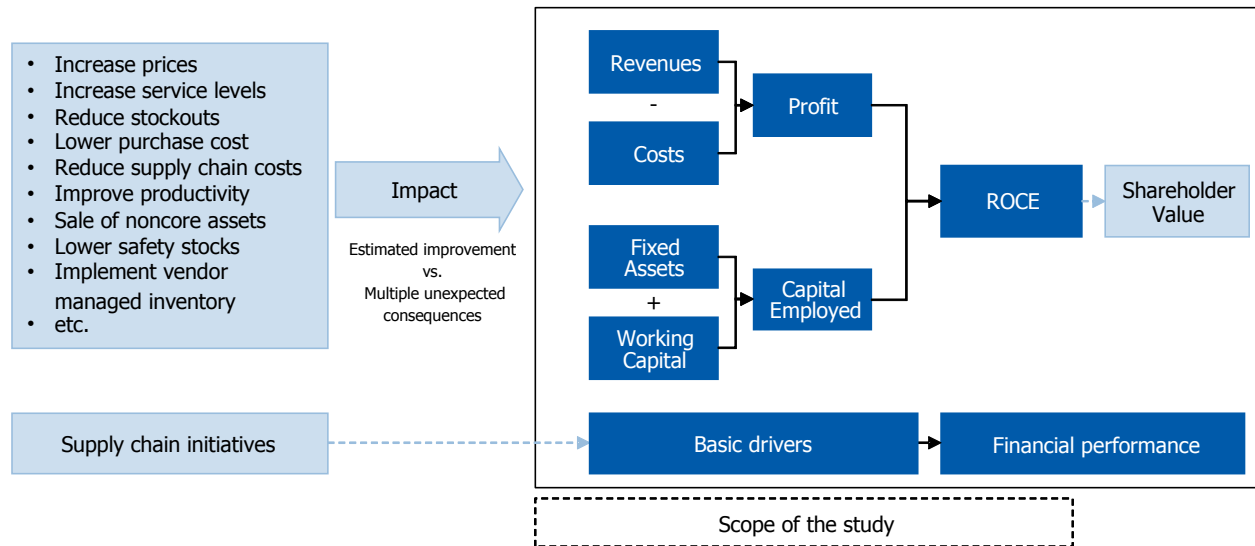 • Increase prices
• Increase service levels
• Reduce stockouts
• Lower purchase cost
• Reduce supply chain costs
• Improve productivity
• Sale of noncore assets
• Lower safety stocks
• Implement vendor
managed inventory
• etc.
Impact
Estimated improvement
vs.
Multiple unexpected
consequences
Revenues
-
Costs
Profit
Fixed
Assets
+
Working
Capital
Capital
Employed
ROCE
Shareholder
Value
Supply chain initiatives
Basic drivers
Financial performance
Scope of the study